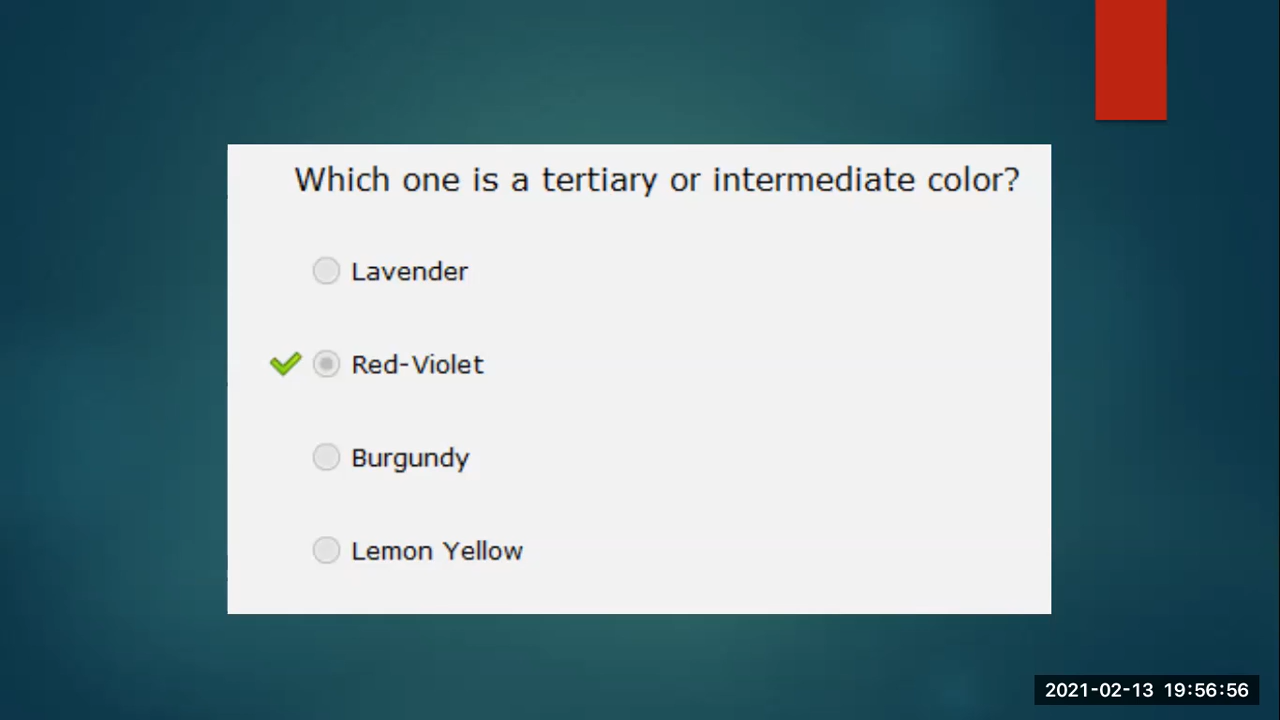 Which one is a tertiary or intermediate color?
Lavender
Red-Violet
Burgundy
Lemon Yellow
2021-02-13 19:56:56